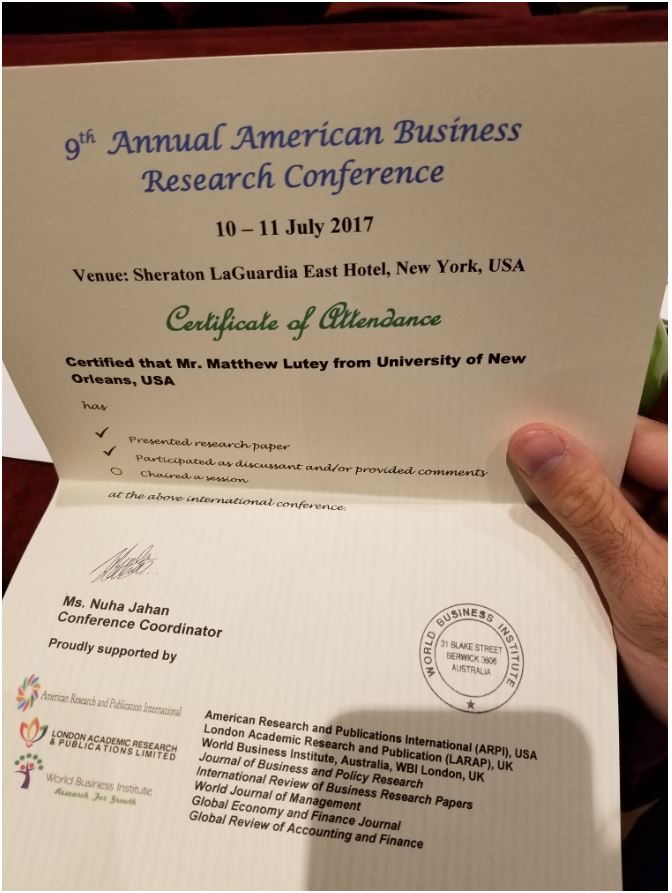 9th Annual American Business
Research Conference
10 – 11 July 2017
Venue: Sheraton LaGuardia East Hotel, New York, USA
Certificate of Attendance
Certified that Mr. Matthew Lutey from University of New
Orleans, USA
has
Presented research paper
Participated as discussant and/or provided comments
Chaired a session
at the above international conference.
Ms. Nuha Jahan
Conference Coordinator
Proudly supported by
WORLD BUSINESS INSTITUTE
31 BLAKE STREET
BERWICK 3806
AUSTRALIA
American Research and Publication International
LONDON ACADEMIC RESEARCH
& PUBLICATIONS LIMITED
World Business Institute
Research For Growth
American Research and Publications International (ARPI), USA
London Academic Research and Publication (LARAP), UK
World Business Institute, Australia, WBI London, UK
Journal of Business and Policy Research
International Review of Business Research Papers
World Journal of Management
Global Economy and Finance Journal
Global Review of Accounting and Finance